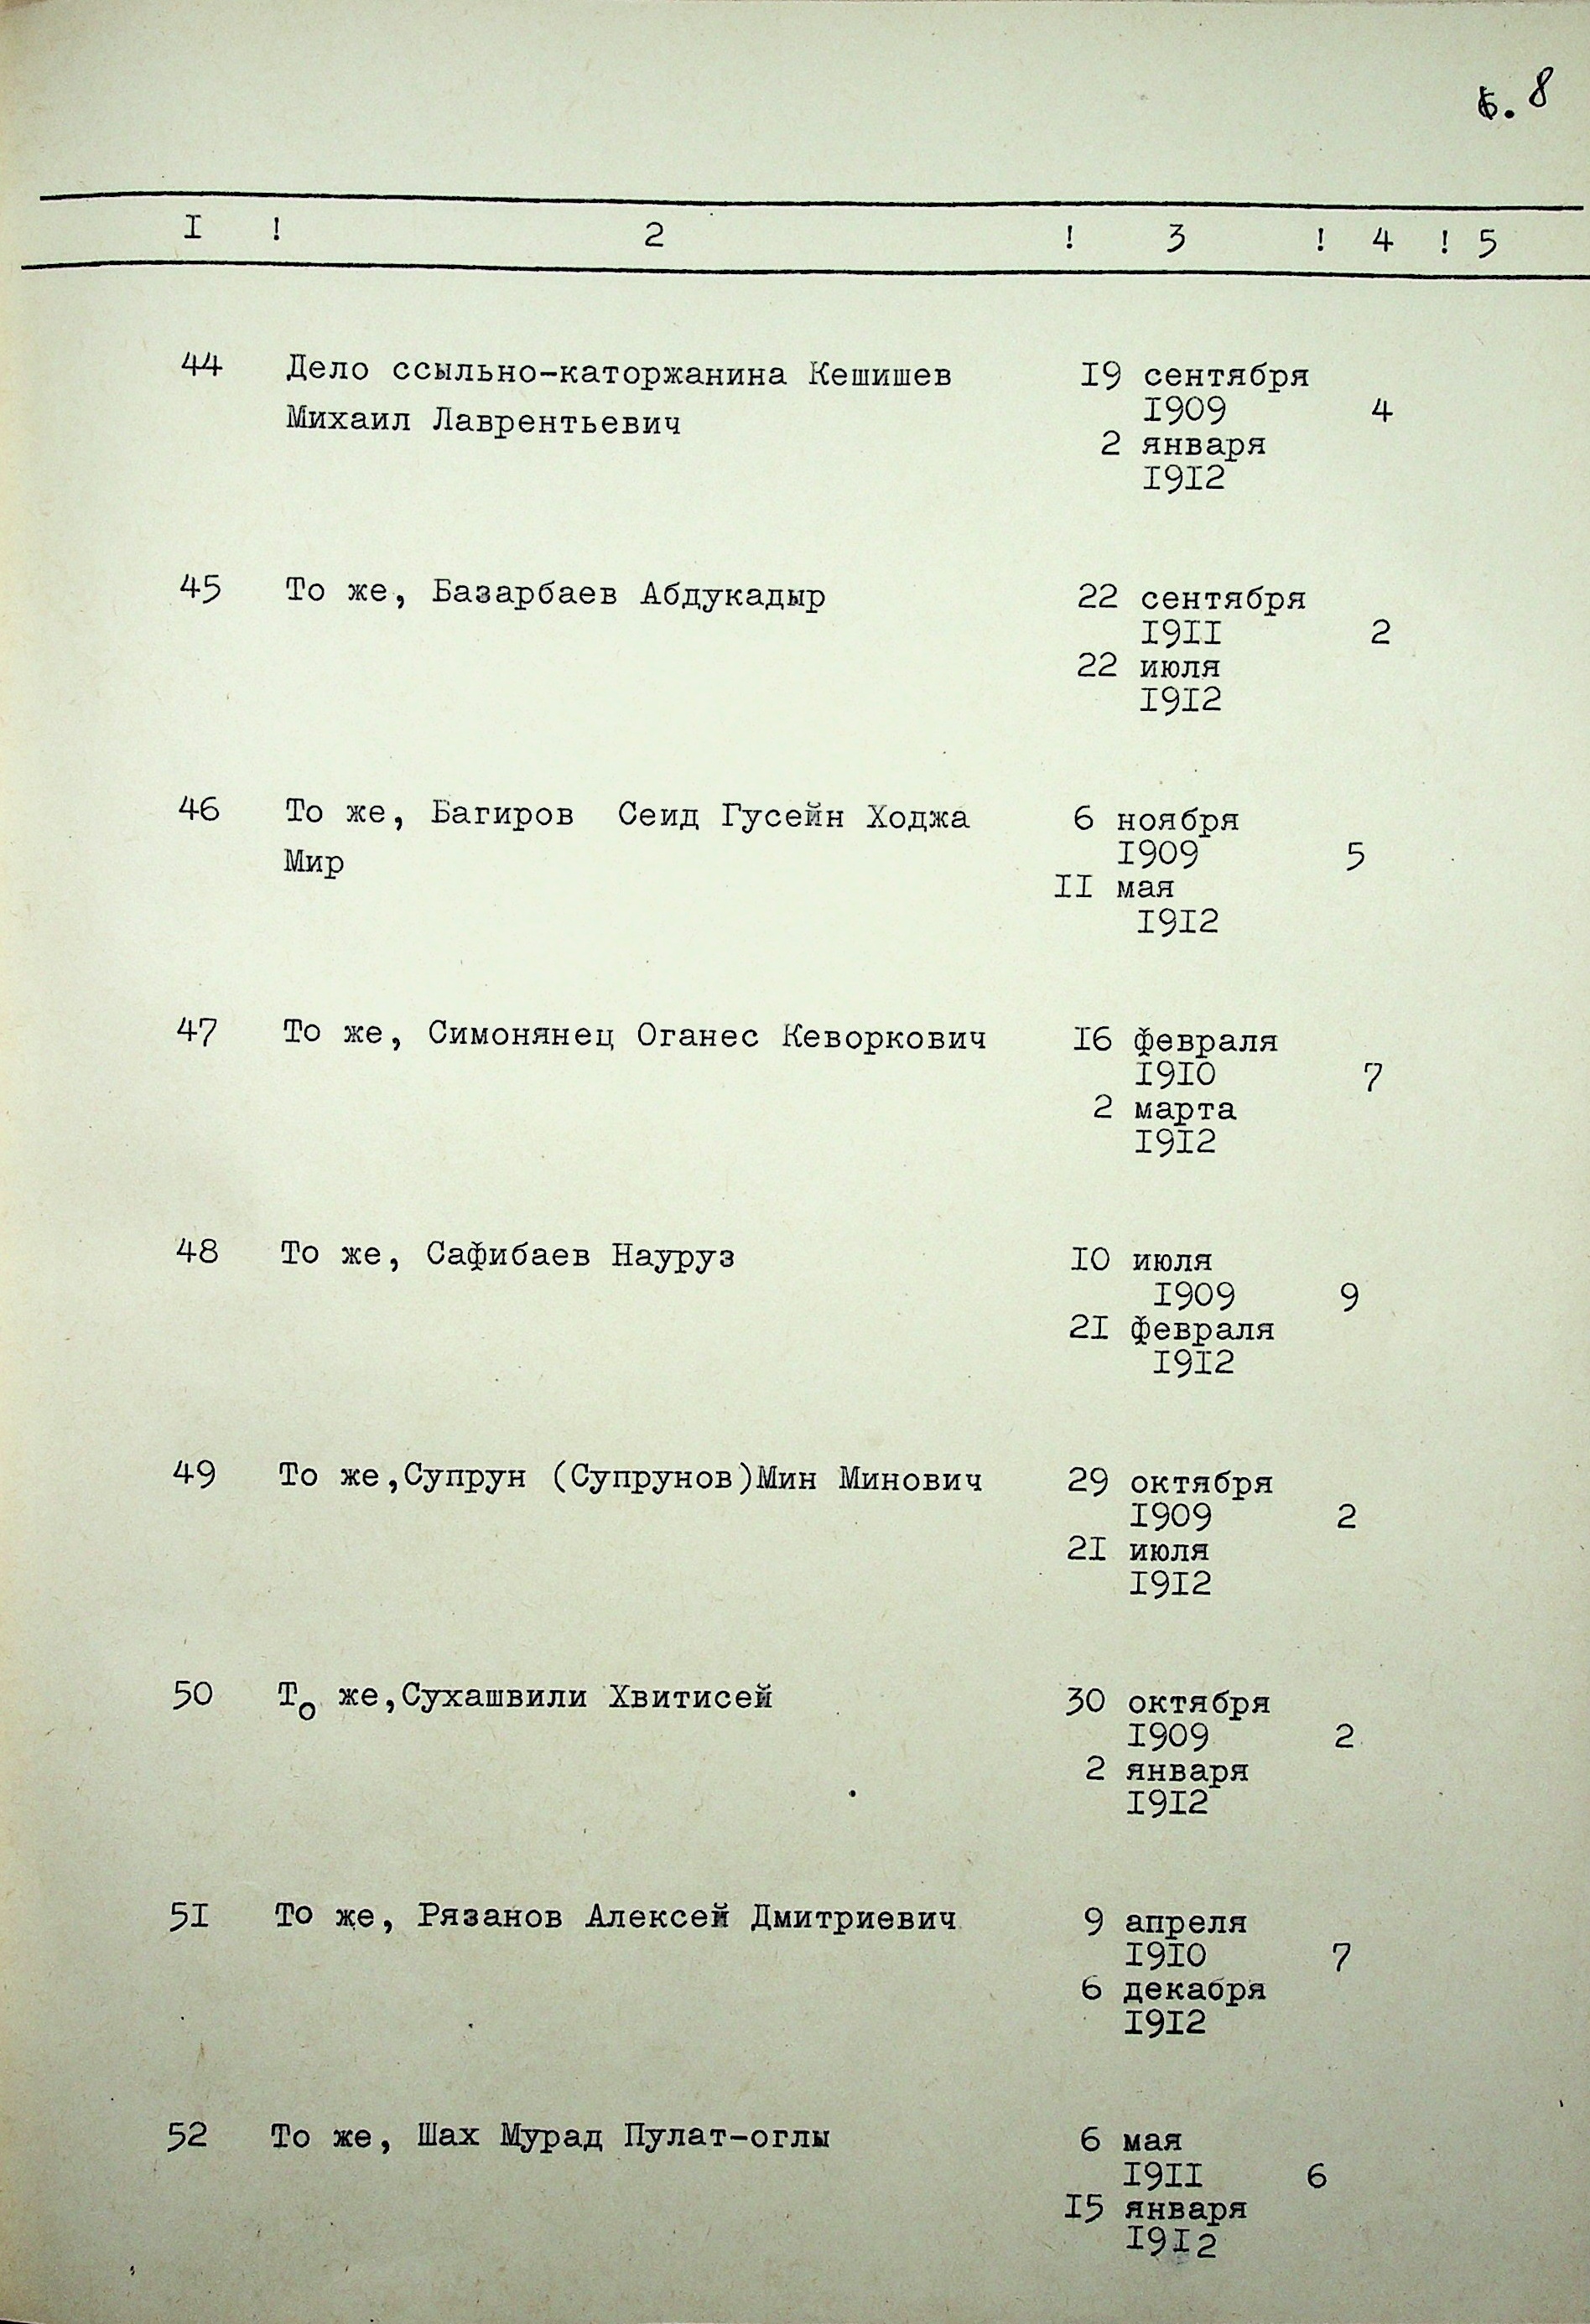 6. 8
I ! 2 ! 3 ! 4 ! 5
44 Дело ссыльно-каторжанина Кешишев 19 сентября
Михаил Лаврентьевич 1909 4
2 января
1912
45 То же, Базарбаев Абдукадыр 22 сентября
1911 2
22 июля
1912
46 То же, Багиров Сеид Гусейн Ходжа 6 ноября
Мир 1909 5
11 мая
1912
47 То же, Симонянец Оганес Кеворкович 16 февраля
1910 7
2 марта
1912
48 То же, Сафибаев Науруз 10 июля
1909 9
21 февраля
1912
49 То же,Супрун (Супрунов)Мин Минович 29 октября
1909 2
21 июля
1912
50 То же,Сухашвили Хвитисей 30 октября
1909 2
2 января
1912
51 То же, Рязанов Алексей Дмитриевич 9 апреля
1910 7
6 декабря
1912
52 То же, Шах Мурад Пулат-оглы 6 мая
1911 6
15 января
1912